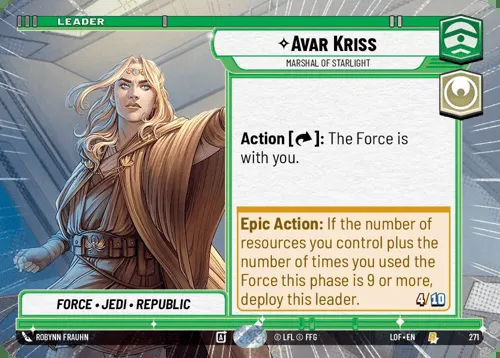 LEADER
✧AVAR KRISS
MARSHAL OF STARLIGHT
Action [↷]: The Force is
with you.
Epic Action: If the number of
resources you control plus the
number of times you used the
Force this phase is 9 or more,
deploy this leader.
4/10
FORCE • JEDI • REPUBLIC
ROBYNN FRAUHN
A
© LFL © FFG
LOF • EN
271